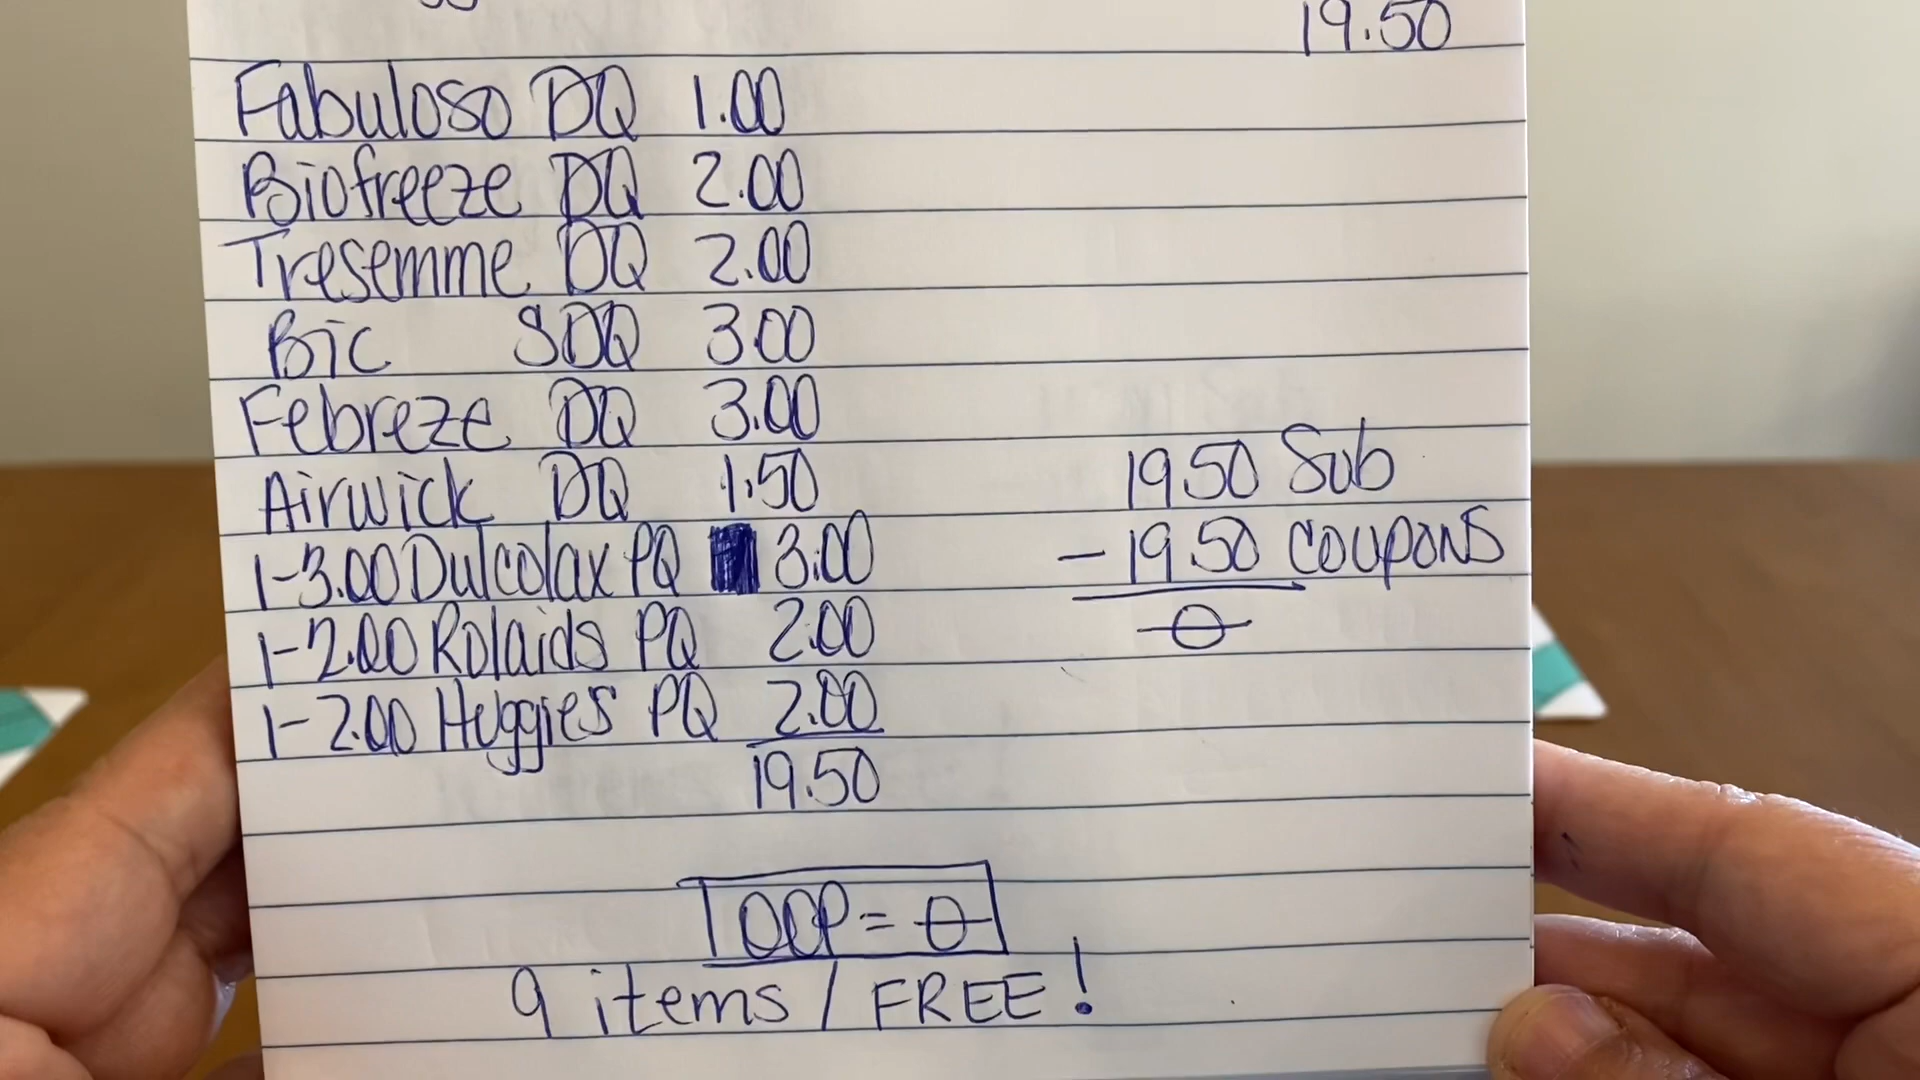 19.50
Fabuloso DQ 1.00
Biofreeze DQ 2.00
Tresemme DQ 2.00
Bic SDQ 3.00
Febreze DQ 3.00
Airwick DQ 1.50
1-3.00 Dulcolax PQ 3.00
1-2.00 Rolaids PQ 2.00
1-2.00 Huggies PQ 2.00
19.50
19.50 Sub
- 19.50 COUPONS
0
OOP = 0
9 items / FREE!